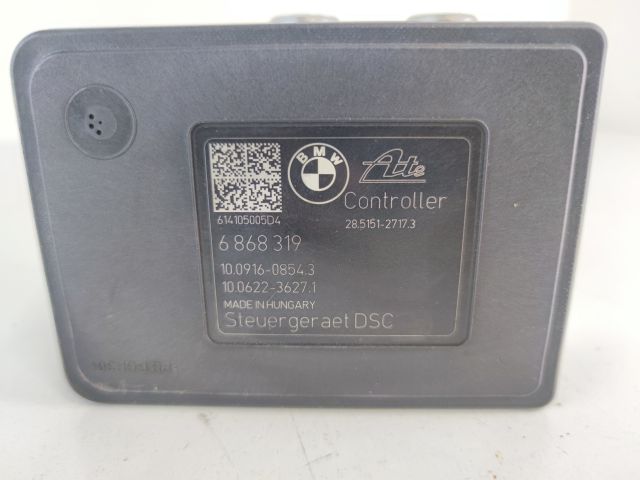 BMW
Ate
Controller
614105005D4
28.5151-2717.3
6 868 319
10.0916-0854.3
10.0622-3627.1
MADE IN HUNGARY
Steuergeraet DSC